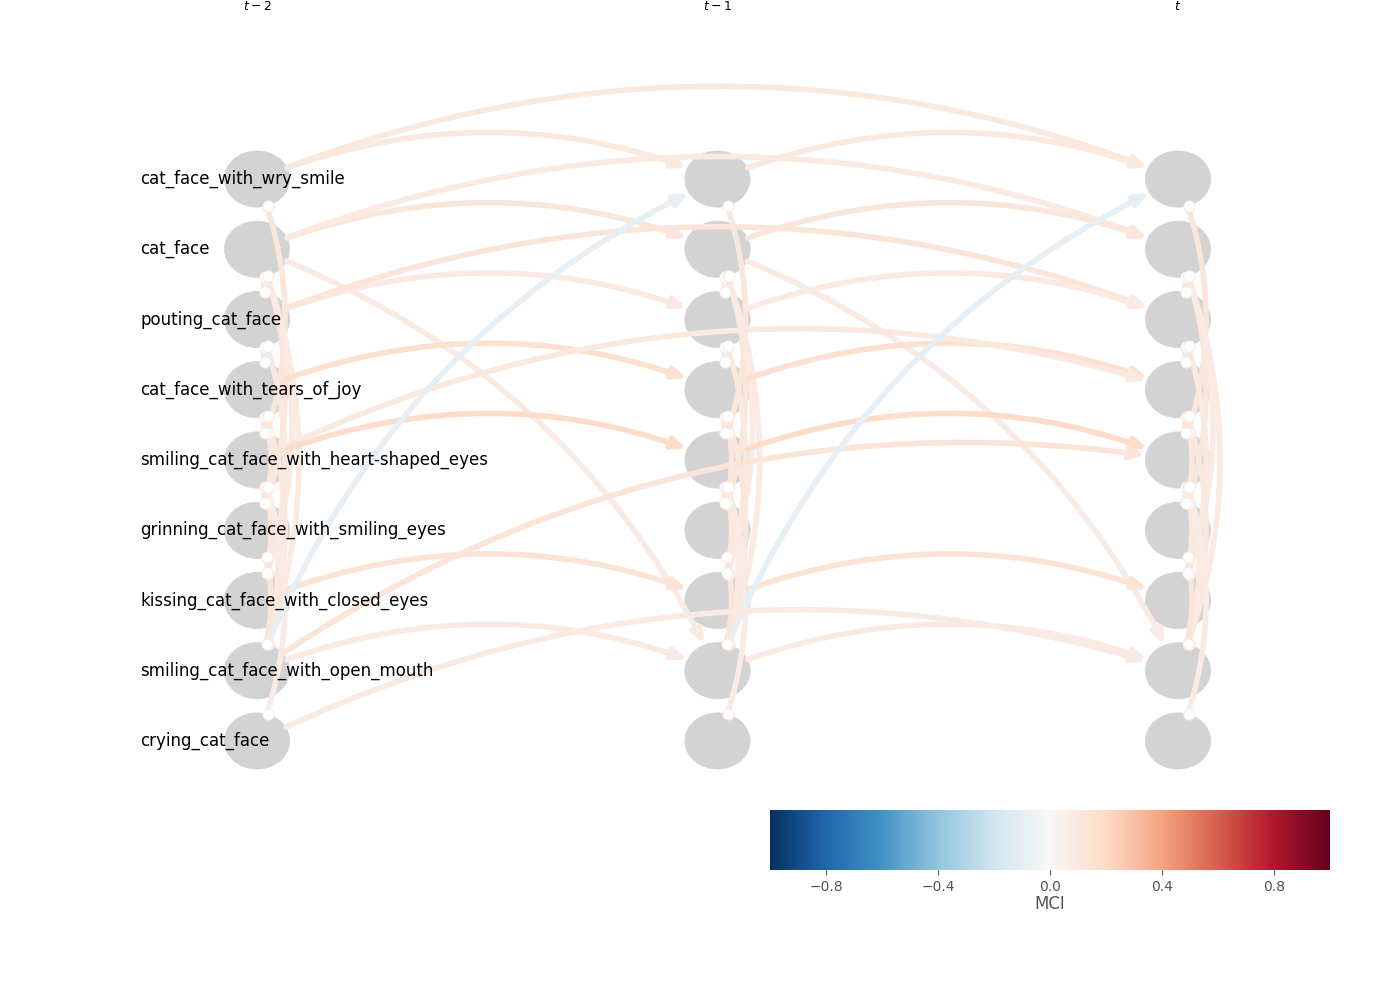 t − 2 t − 1 t
cat_face_with_wry_smile
cat_face
pouting_cat_face
cat_face_with_tears_of_joy
smiling_cat_face_with_heart-shaped_eyes
grinning_cat_face_with_smiling_eyes
kissing_cat_face_with_closed_eyes
smiling_cat_face_with_open_mouth
crying_cat_face
−0.8 −0.4 0.0 0.4 0.8
MCI